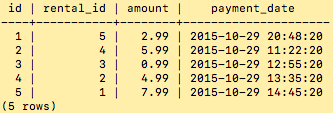 id | rental_id | amount |    payment_date
----+-----------+--------+---------------------
  1 |         5 |   2.99 | 2015-10-29 20:48:20
  2 |         4 |   5.99 | 2015-10-29 11:22:20
  3 |         3 |   0.99 | 2015-10-29 12:55:20
  4 |         2 |   4.99 | 2015-10-29 13:35:20
  5 |         1 |   7.99 | 2015-10-29 14:45:20
(5 rows)